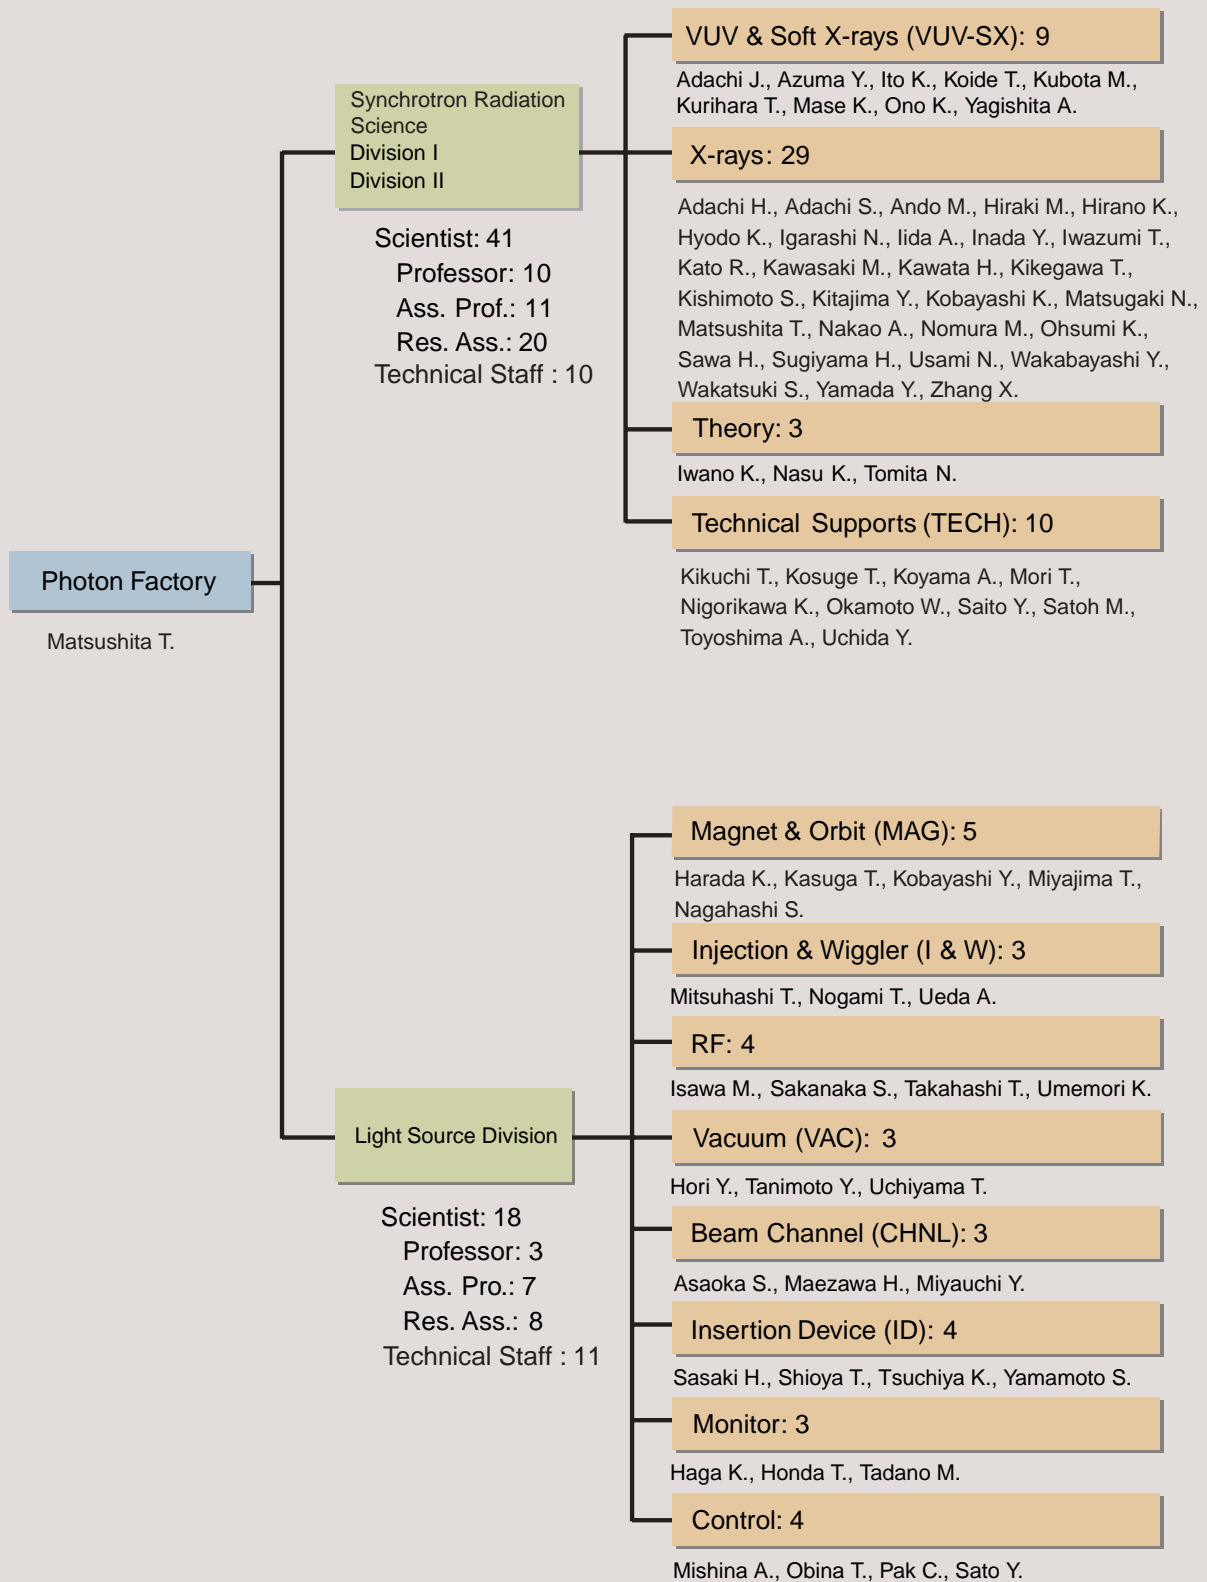 Photon Factory
Matsushita T.
Synchrotron Radiation
Science
Division I
Division II
Scientist: 41
Professor: 10
Ass. Prof.: 11
Res. Ass.: 20
Technical Staff : 10
VUV & Soft X-rays (VUV-SX): 9
Adachi J., Azuma Y., Ito K., Koide T., Kubota M.,
Kurihara T., Mase K., Ono K., Yagishita A.
X-rays: 29
Adachi H., Adachi S., Ando M., Hiraki M., Hirano K.,
Hyodo K., Igarashi N., Iida A., Inada Y., Iwazumi T.,
Kato R., Kawasaki M., Kawata H., Kikegawa T.,
Kishimoto S., Kitajima Y., Kobayashi K., Matsugaki N.,
Matsushita T., Nakao A., Nomura M., Ohsumi K.,
Sawa H., Sugiyama H., Usami N., Wakabayashi Y.,
Wakatsuki S., Yamada Y., Zhang X.
Theory: 3
Iwano K., Nasu K., Tomita N.
Technical Supports (TECH): 10
Kikuchi T., Kosuge T., Koyama A., Mori T.,
Nigorikawa K., Okamoto W., Saito Y., Satoh M.,
Toyoshima A., Uchida Y.
Light Source Division
Scientist: 18
Professor: 3
Ass. Pro.: 7
Res. Ass.: 8
Technical Staff : 11
Magnet & Orbit (MAG): 5
Harada K., Kasuga T., Kobayashi Y., Miyajima T.,
Nagahashi S.
Injection & Wiggler (I & W): 3
Mitsuhashi T., Nogami T., Ueda A.
RF: 4
Isawa M., Sakanaka S., Takahashi T., Umemori K.
Vacuum (VAC): 3
Hori Y., Tanimoto Y., Uchiyama T.
Beam Channel (CHNL): 3
Asaoka S., Maezawa H., Miyauchi Y.
Insertion Device (ID): 4
Sasaki H., Shioya T., Tsuchiya K., Yamamoto S.
Monitor: 3
Haga K., Honda T., Tadano M.
Control: 4
Mishina A., Obina T., Pak C., Sato Y.